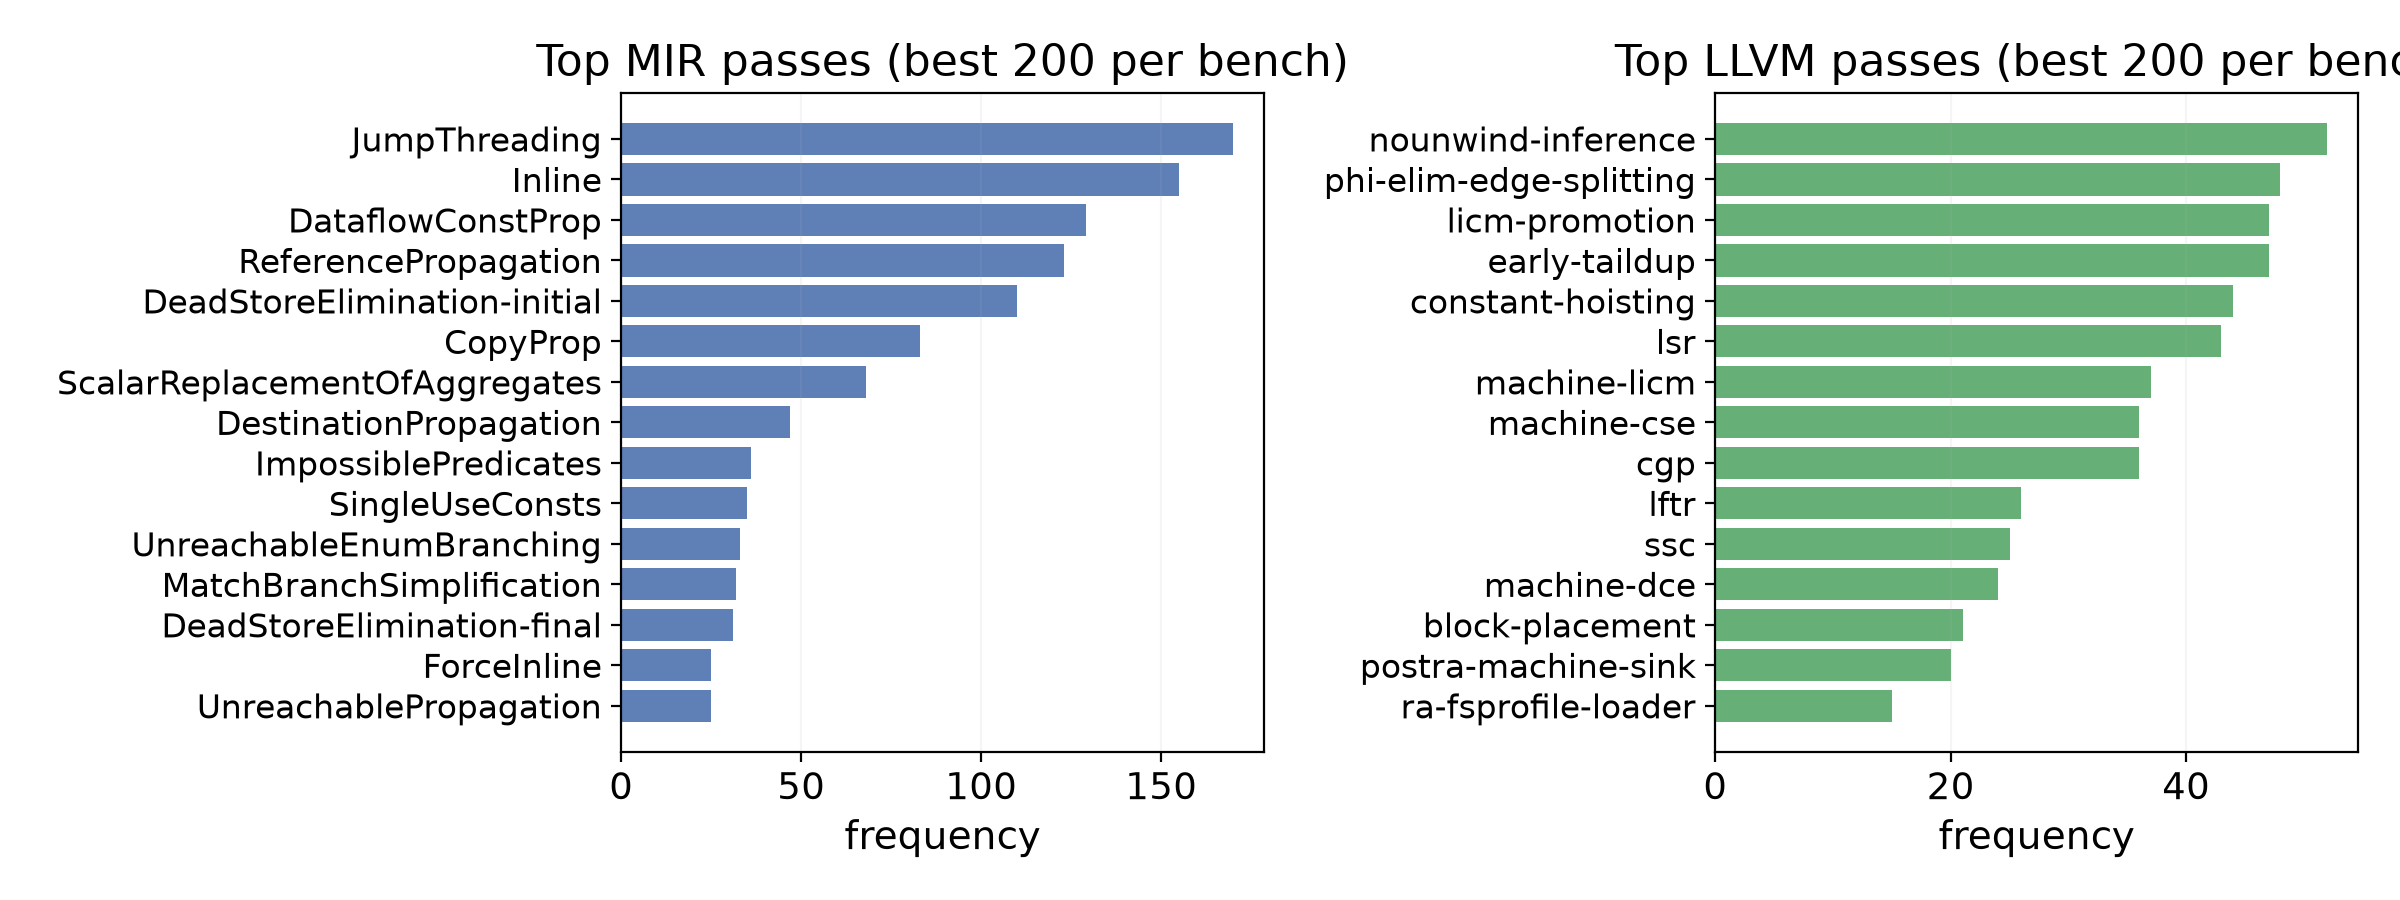 Top MIR passes (best 200 per bench)
JumpThreading
Inline
DataflowConstProp
ReferencePropagation
DeadStoreElimination-initial
CopyProp
ScalarReplacementOfAggregates
DestinationPropagation
ImpossiblePredicates
SingleUseConsts
UnreachableEnumBranching
MatchBranchSimplification
DeadStoreElimination-final
ForceInline
UnreachablePropagation
0 50 100 150
frequency
Top LLVM passes (best 200 per benc
nounwind-inference
phi-elim-edge-splitting
licm-promotion
early-taildup
constant-hoisting
lsr
machine-licm
machine-cse
cgp
lftr
ssc
machine-dce
block-placement
postra-machine-sink
ra-fsprofile-loader
0 20 40
frequency